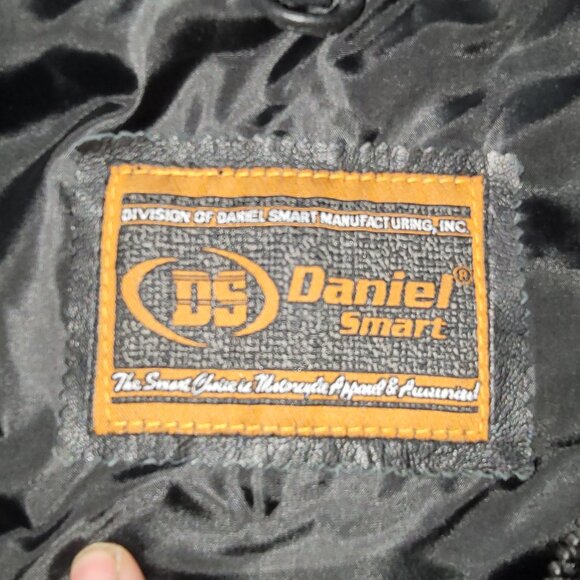 DIVISION OF DANIEL SMART MANUFACTURING, INC.
DS Daniel®
Smart
The Smart Choice in Motorcycle Apparel & Accessories!